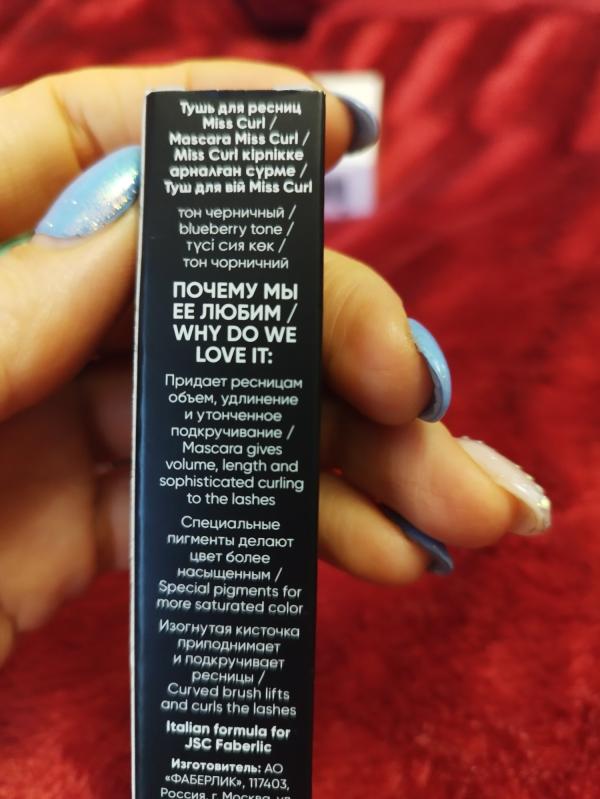 Тушь для ресниц
Miss Curl /
Mascara Miss Curl /
Miss Curl кірпікке
арналған сүрме /
Туш для вій Miss Curl
тон черничный /
blueberry tone /
түсі сия көк /
тон чорничний
ПОЧЕМУ МЫ
ЕЕ ЛЮБИМ /
WHY DO WE
LOVE IT:
Придает ресницам
объем, удлинение
и утонченное
подкручивание /
Mascara gives
volume, length and
sophisticated curling
to the lashes
Специальные
пигменты делают
цвет более
насыщенным /
Special pigments for
more saturated color
Изогнутая кисточка
приподнимает
и подкручивает
ресницы /
Curved brush lifts
and curls the lashes
Italian formula for
JSC Faberlic
Изготовитель: АО
«ФАБЕРЛИК», 117403,
Россия, г. Москва, ул.